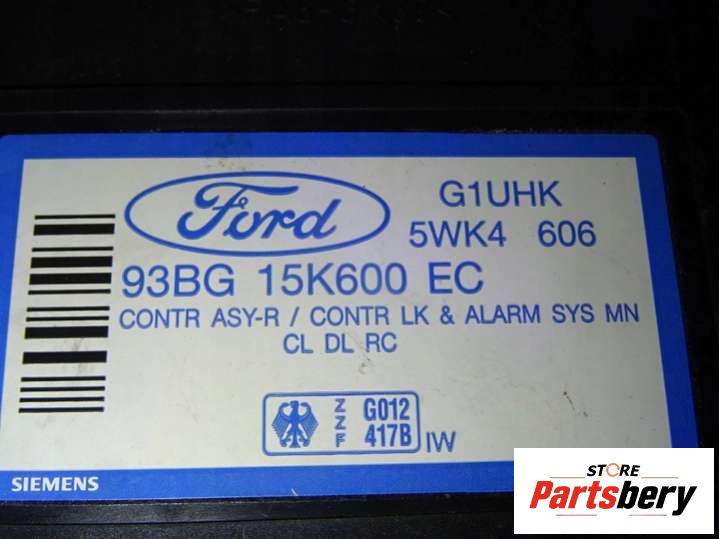 Ford
G1UHK
5WK4 606
93BG 15K600 EC
CONTR ASY-R / CONTR LK & ALARM SYS MN
CL DL RC
Z
Z
F
G012
417B
IW
SIEMENS
STORE
Partsbery